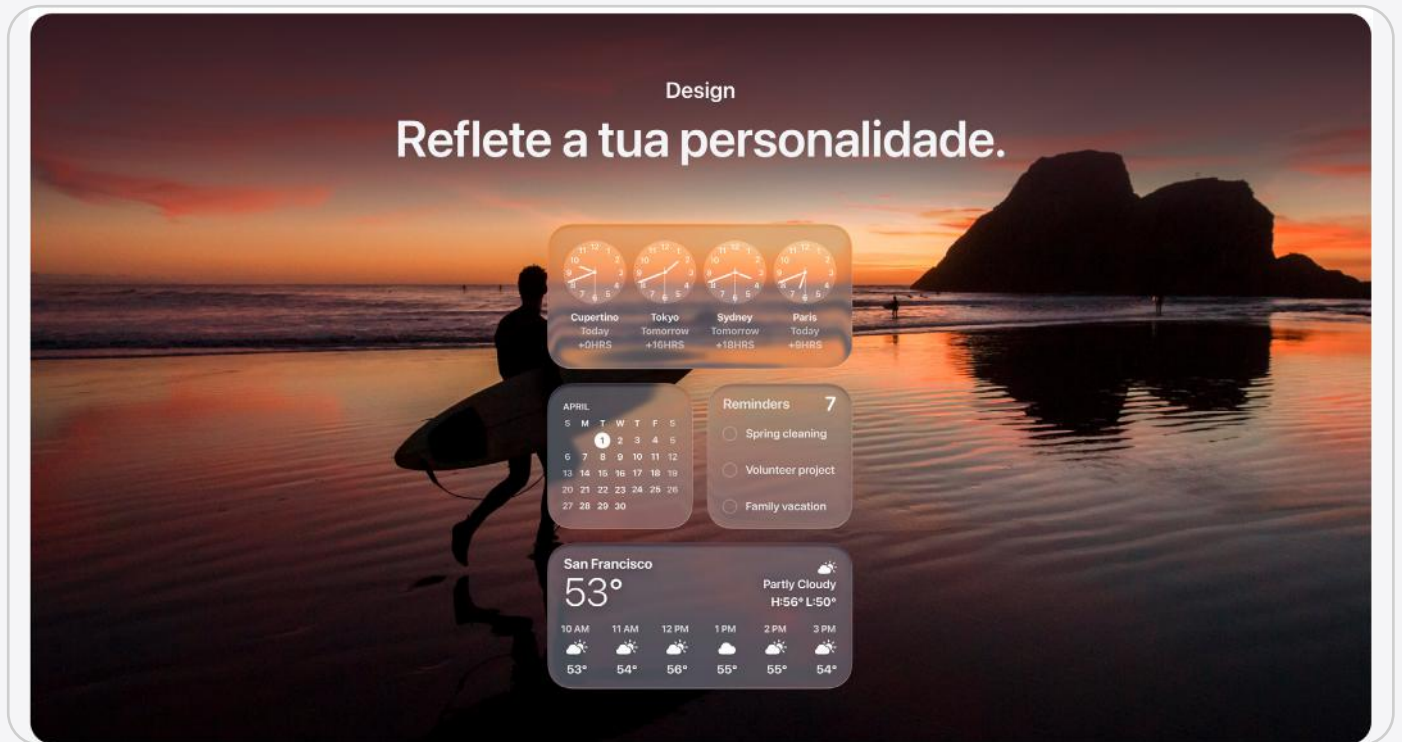 Design
Reflete a tua personalidade.
Cupertino Tokyo Sydney Paris
Today Tomorrow Tomorrow Today
+0HRS +16HRS +18HRS +9HRS
APRIL
S M T W T F S
1 2 3 4 5
6 7 8 9 10 11 12
13 14 15 16 17 18 19
20 21 22 23 24 25 26
27 28 29 30
Reminders 7
Spring cleaning
Volunteer project
Family vacation
San Francisco
53°
Partly Cloudy
H:56° L:50°
10 AM 11 AM 12 PM 1 PM 2 PM 3 PM
53° 54° 56° 55° 55° 54°